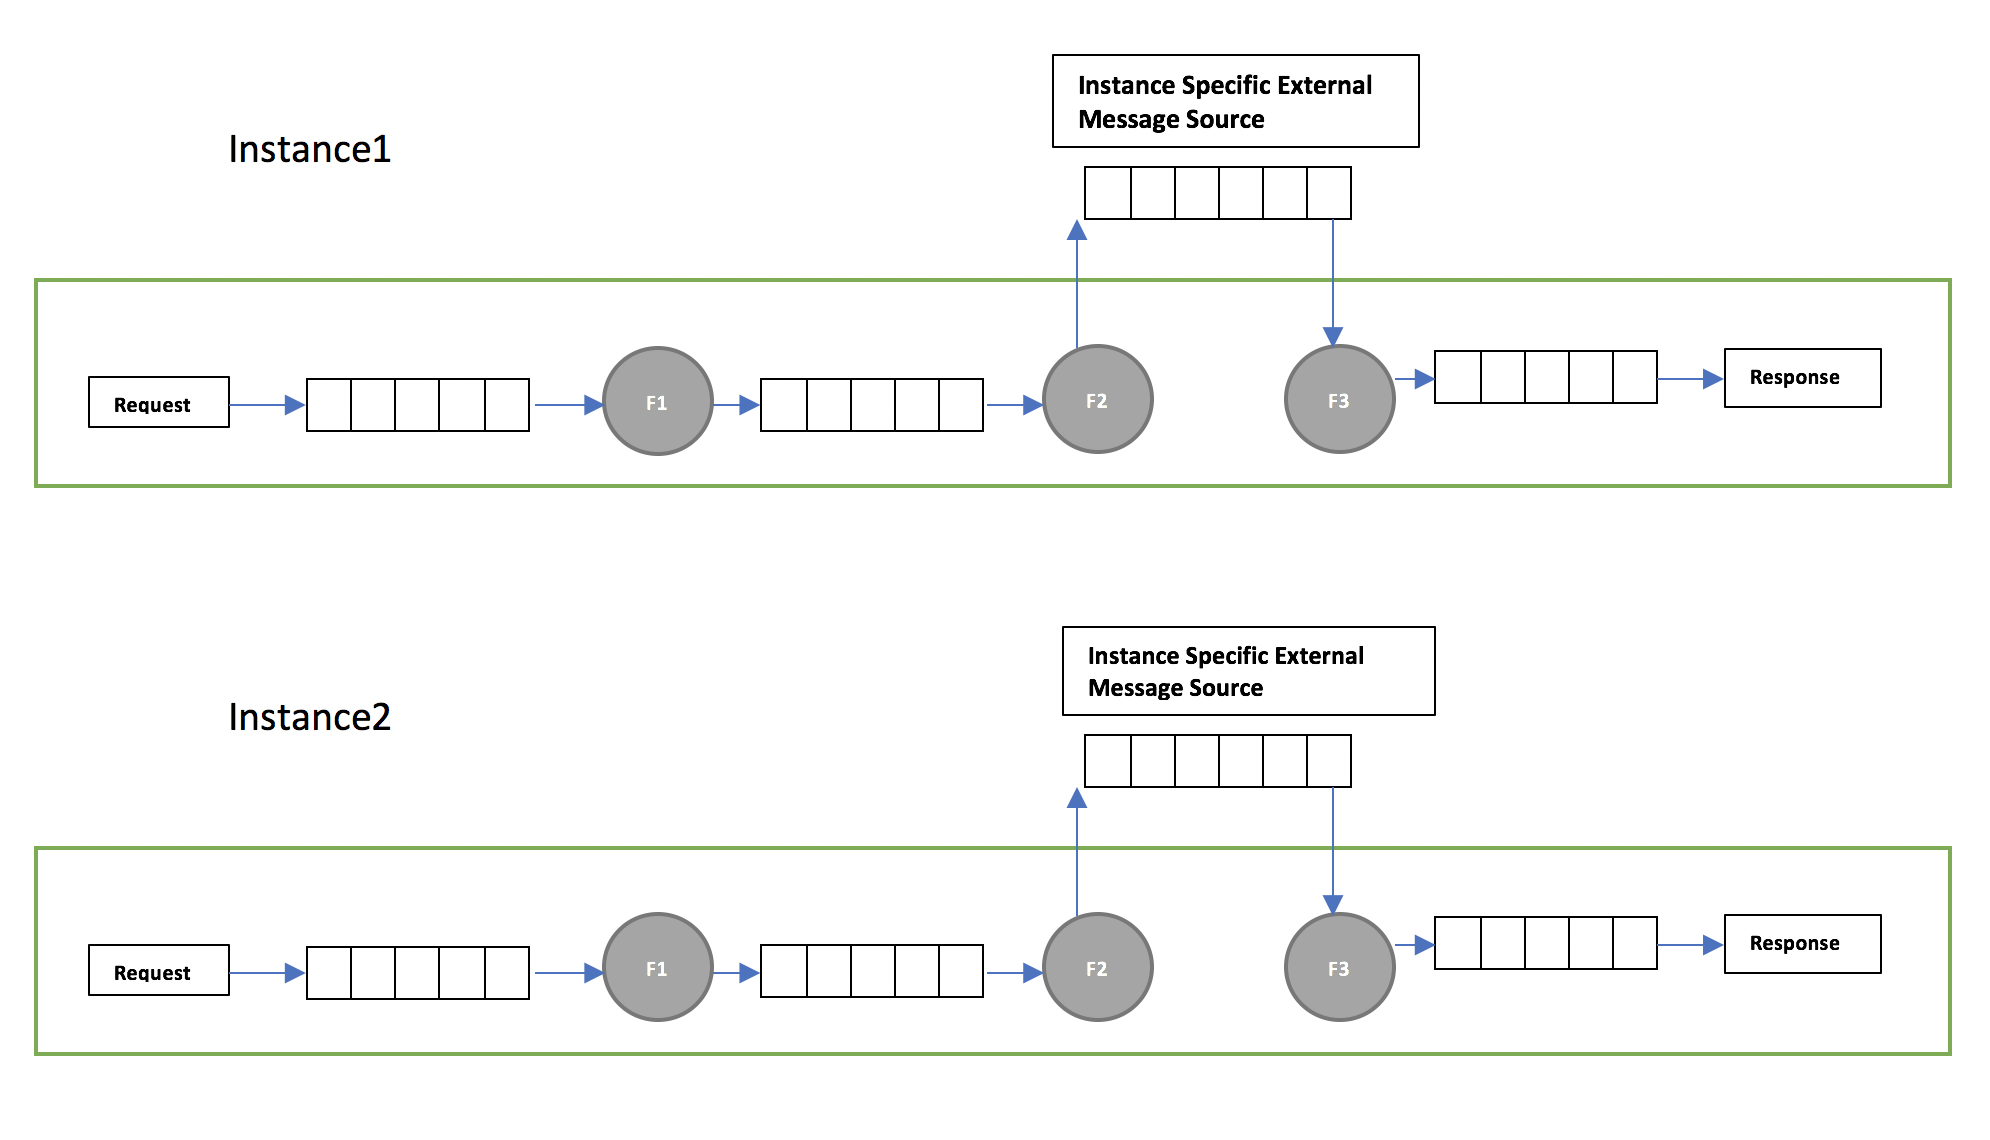 Instance Specific External
Message Source
Instance1
Request
F1
F2
F3
Response
Instance Specific External
Message Source
Instance2
Request
F1
F2
F3
Response